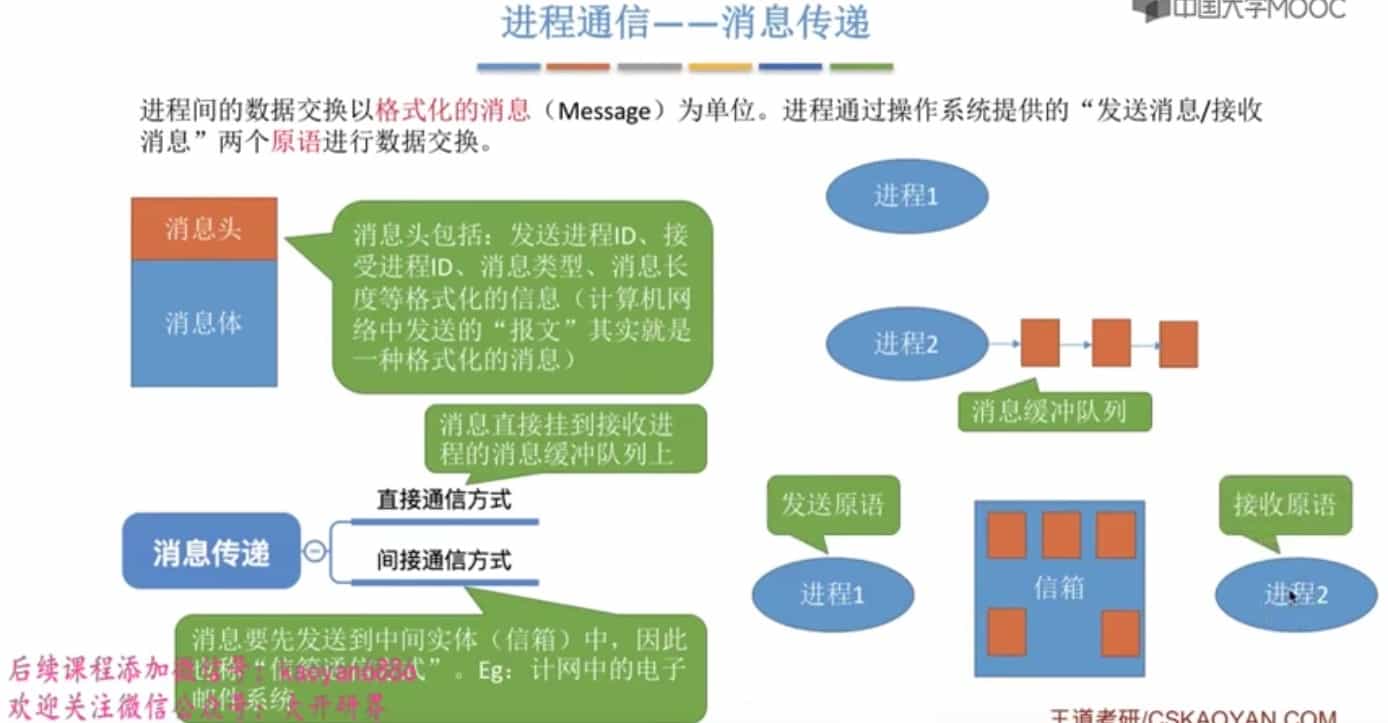 进程通信——消息传递
中国大学MOOC
进程间的数据交换以格式化的消息（Message）为单位。进程通过操作系统提供的“发送消息/接收
消息”两个原语进行数据交换。
消息头
消息体
消息头包括：发送进程ID、接
受进程ID、消息类型、消息长
度等格式化的信息（计算机网
络中发送的“报文”其实就是
一种格式化的消息）
进程1
进程2
消息缓冲队列
消息直接挂到接收进
程的消息缓冲队列上
直接通信方式
消息传递
间接通信方式
消息要先发送到中间实体（信箱）中，因此
也称“信箱通信方式”。Eg：计网中的电子
邮件系统
发送原语
进程1
信箱
接收原语
进程2
后续课程添加微信号：kaoyano88o
欢迎关注微信公众号：
王道考研/CSKAOYAN.COM